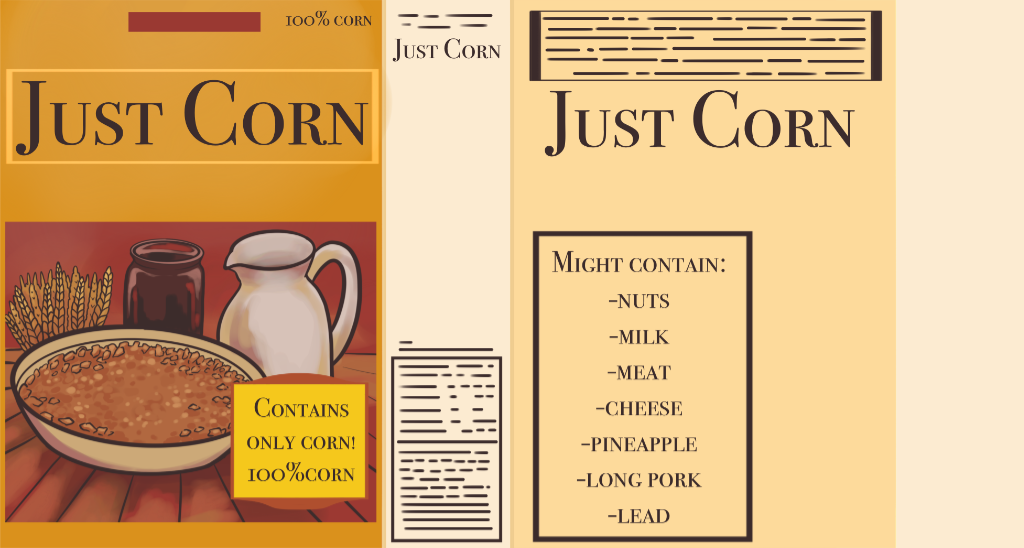 100% corn
Just Corn
Contains
only corn!
100%corn
Just Corn
Just Corn
Might contain:
-nuts
-milk
-meat
-cheese
-pineapple
-long pork
-lead